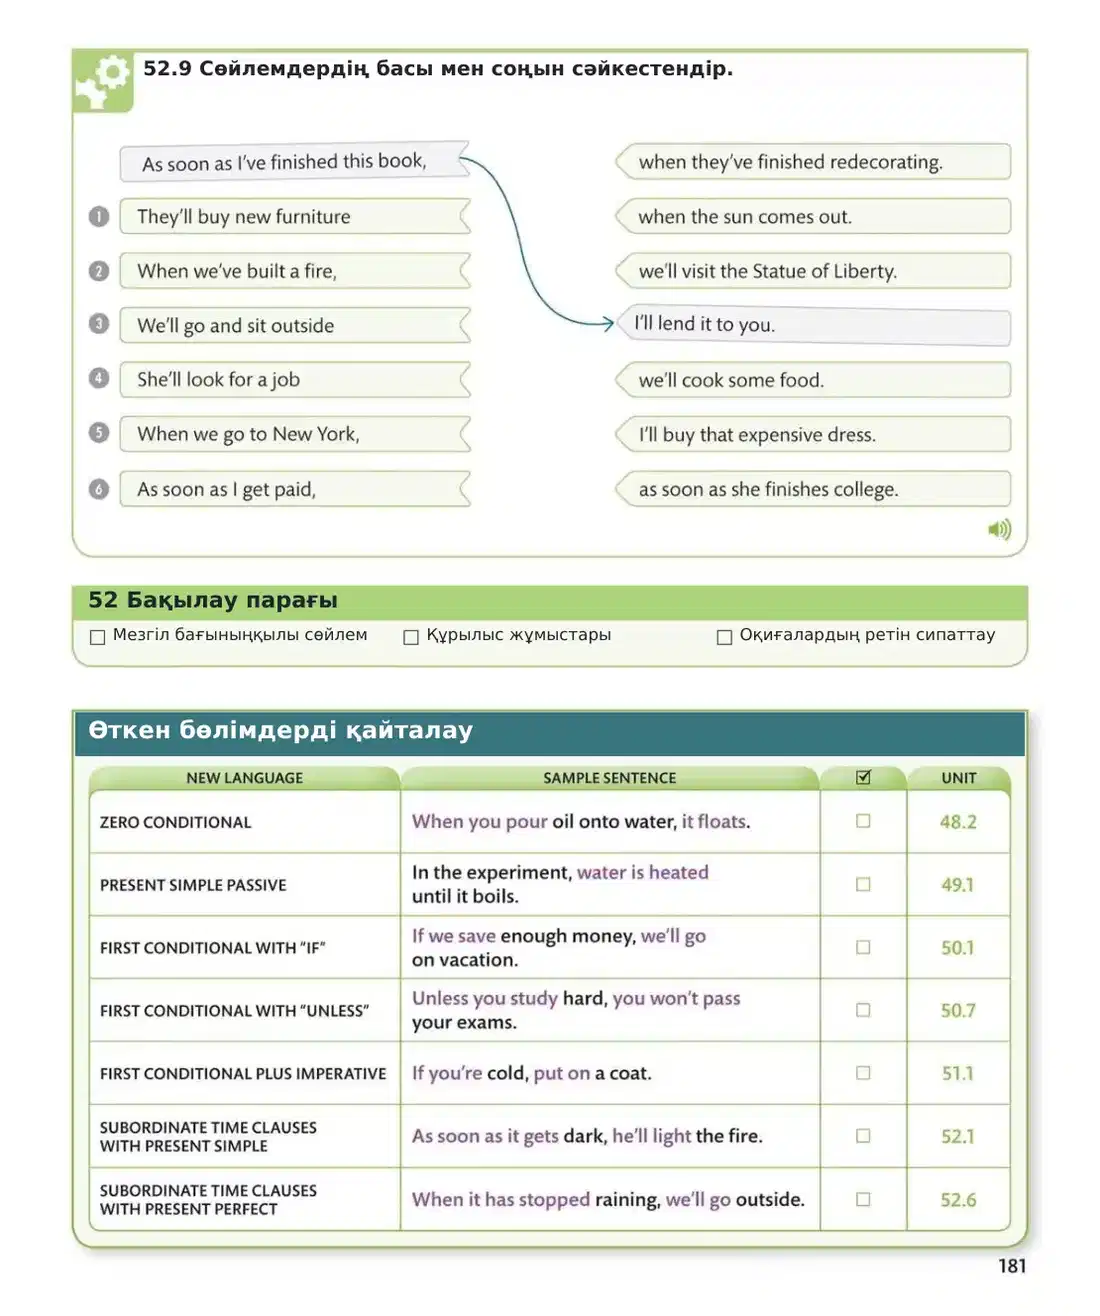 52.9 Сөйлемдердің басы мен соңын сәйкестендір.
As soon as I've finished this book,
when they've finished redecorating.
1 They'll buy new furniture
when the sun comes out.
2 When we've built a fire,
we'll visit the Statue of Liberty.
3 We'll go and sit outside
I'll lend it to you.
4 She'll look for a job
we'll cook some food.
5 When we go to New York,
I'll buy that expensive dress.
6 As soon as I get paid,
as soon as she finishes college.
52 Бақылау парағы
Мезгіл бағыныңқылы сөйлем
Құрылыс жұмыстары
Оқиғалардың ретін сипаттау
Өткен бөлімдерді қайталау
NEW LANGUAGE
SAMPLE SENTENCE
UNIT
ZERO CONDITIONAL
When you pour oil onto water, it floats.
48.2
PRESENT SIMPLE PASSIVE
In the experiment, water is heated
until it boils.
49.1
FIRST CONDITIONAL WITH "IF"
If we save enough money, we'll go
on vacation.
50.1
FIRST CONDITIONAL WITH "UNLESS"
Unless you study hard, you won't pass
your exams.
50.7
FIRST CONDITIONAL PLUS IMPERATIVE
If you're cold, put on a coat.
51.1
SUBORDINATE TIME CLAUSES
WITH PRESENT SIMPLE
As soon as it gets dark, he'll light the fire.
52.1
SUBORDINATE TIME CLAUSES
WITH PRESENT PERFECT
When it has stopped raining, we'll go outside.
52.6
181